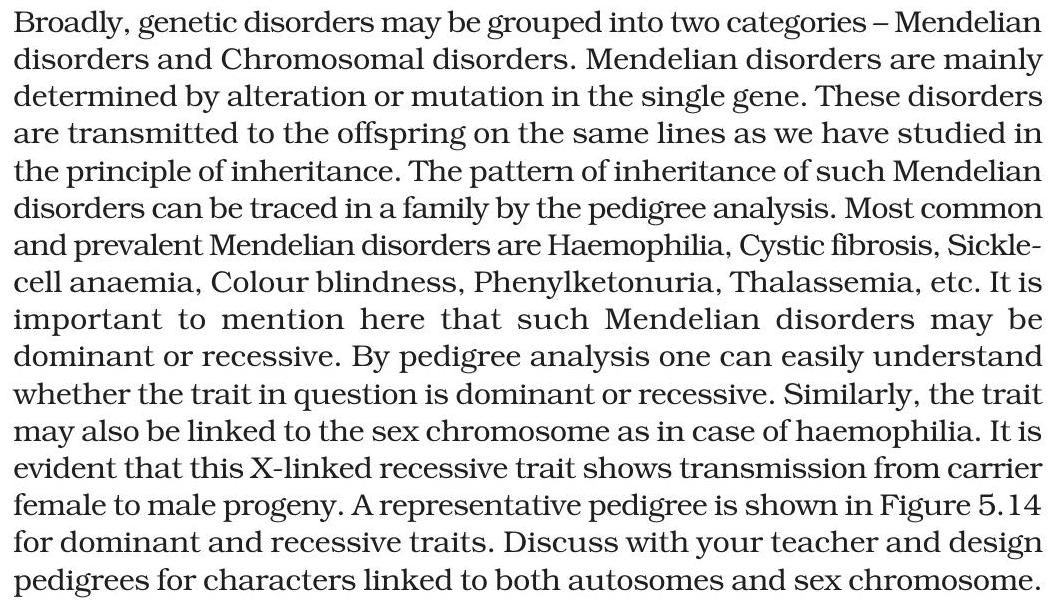 Broadly, genetic disorders may be grouped into two categories – Mendelian
disorders and Chromosomal disorders. Mendelian disorders are mainly
determined by alteration or mutation in the single gene. These disorders
are transmitted to the offspring on the same lines as we have studied in
the principle of inheritance. The pattern of inheritance of such Mendelian
disorders can be traced in a family by the pedigree analysis. Most common
and prevalent Mendelian disorders are Haemophilia, Cystic fibrosis, Sickle-
cell anaemia, Colour blindness, Phenylketonuria, Thalassemia, etc. It is
important to mention here that such Mendelian disorders may be
dominant or recessive. By pedigree analysis one can easily understand
whether the trait in question is dominant or recessive. Similarly, the trait
may also be linked to the sex chromosome as in case of haemophilia. It is
evident that this X-linked recessive trait shows transmission from carrier
female to male progeny. A representative pedigree is shown in Figure 5.14
for dominant and recessive traits. Discuss with your teacher and design
pedigrees for characters linked to both autosomes and sex chromosome.